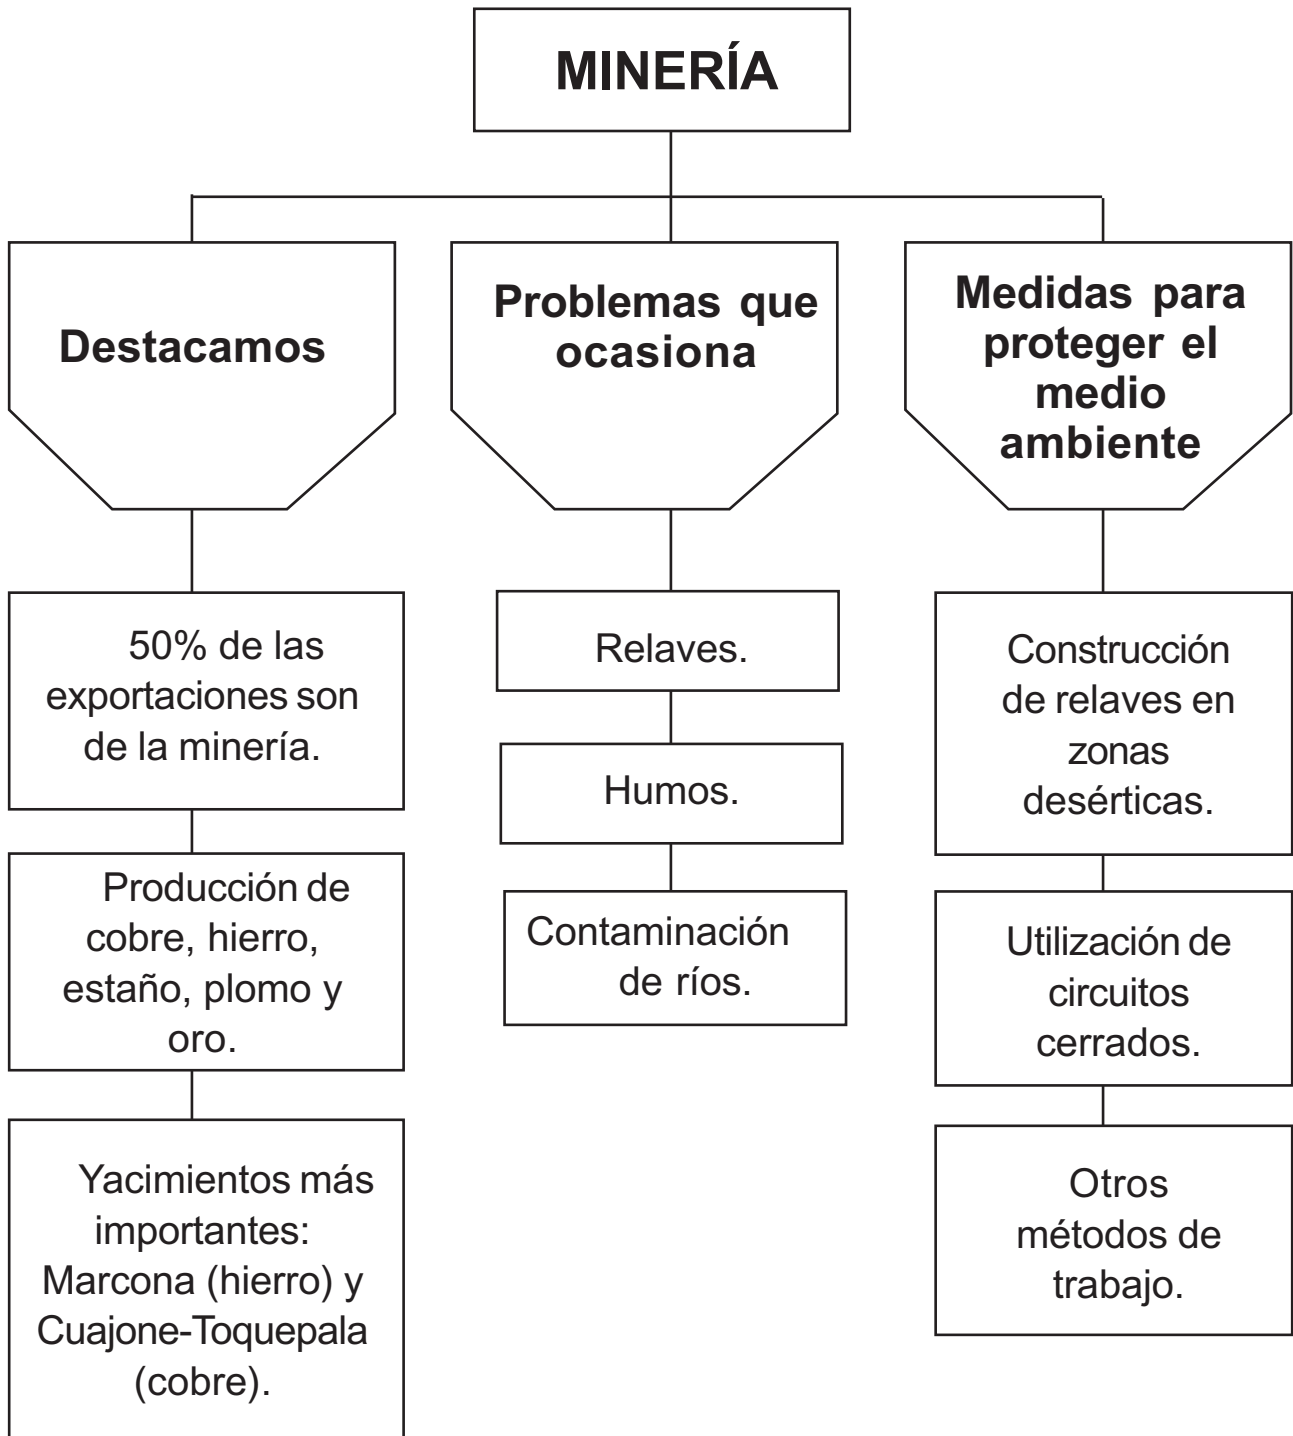 MINERÍA
Destacamos
50% de las
exportaciones son
de la minería.
Producción de
cobre, hierro,
estaño, plomo y
oro.
Yacimientos más
importantes:
Marcona (hierro) y
Cuajone-Toquepala
(cobre).
Problemas que
ocasiona
Relaves.
Humos.
Contaminación
de ríos.
Medidas para
proteger el
medio
ambiente
Construcción
de relaves en
zonas
desérticas.
Utilización de
circuitos
cerrados.
Otros
métodos de
trabajo.